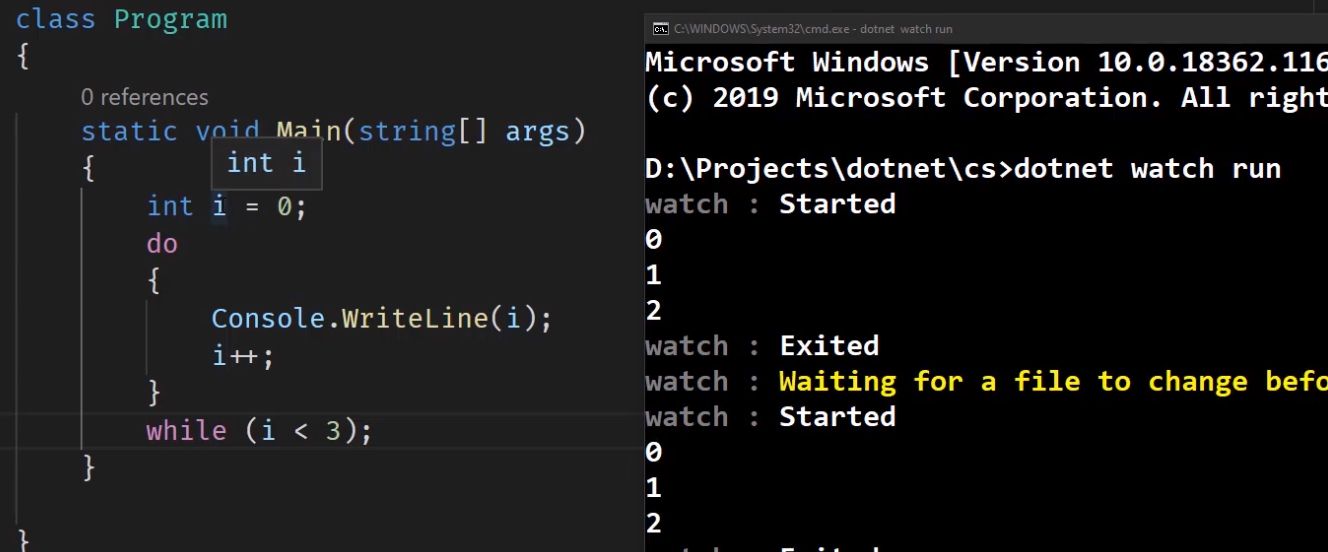 class Program
{
0 references
static void Main(string[] args)
{
int i
int i = 0;
do
{
Console.WriteLine(i);
i++;
}
while (i < 3);
}
}
C:\WINDOWS\System32\cmd.exe - dotnet watch run
Microsoft Windows [Version 10.0.18362.116
(c) 2019 Microsoft Corporation. All right
D:\Projects\dotnet\cs>dotnet watch run
watch : Started
0
1
2
watch : Exited
watch : Waiting for a file to change befo
watch : Started
0
1
2
watch : Exited